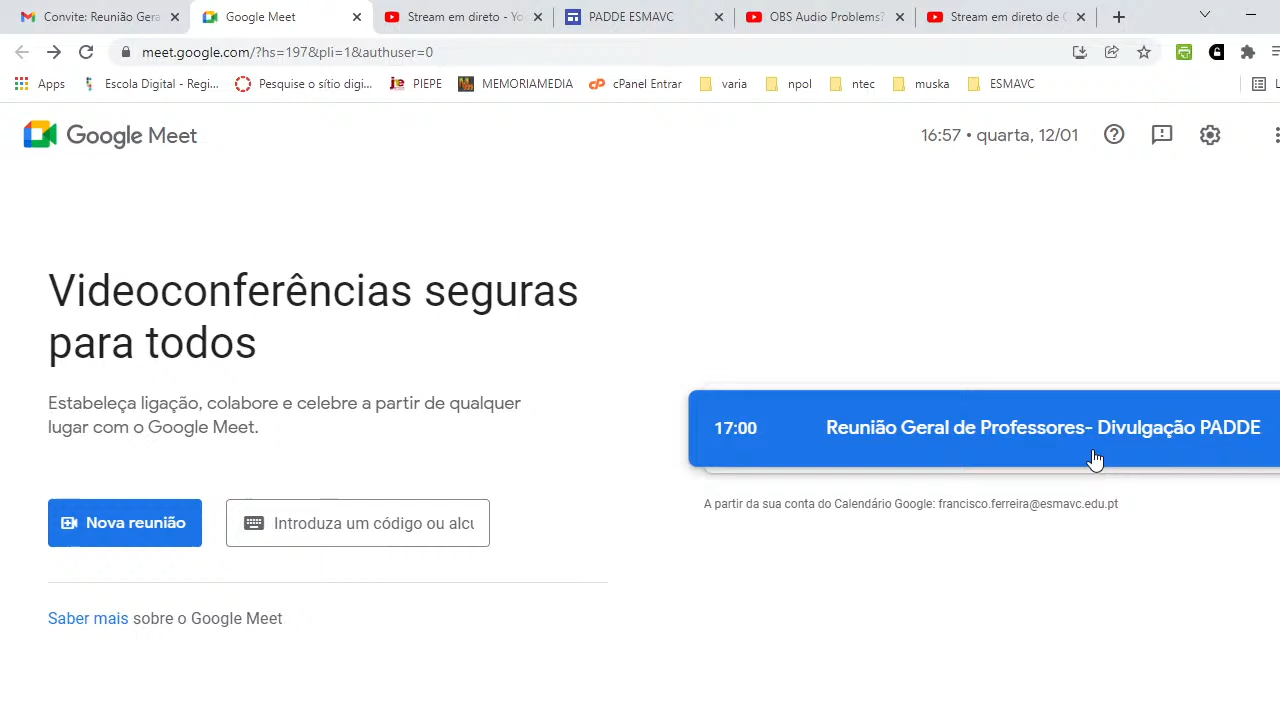 Convite: Reunião Gera
Google Meet
Stream em direto - Yo
PADDE ESMAVC
OBS Audio Problems?
Stream em direto de C
meet.google.com/?hs=197&pli=1&authuser=0
Apps
Escola Digital - Regi...
Pesquise o sítio digi...
PIEPE
MEMORIAMEDIA
cPanel Entrar
varia
npol
ntec
muska
ESMAVC
Google Meet
16:57 • quarta, 12/01
Videoconferências seguras
para todos
Estabeleça ligação, colabore e celebre a partir de qualquer
lugar com o Google Meet.
17:00 Reunião Geral de Professores- Divulgação PADDE
A partir da sua conta do Calendário Google: francisco.ferreira@esmavc.edu.pt
Nova reunião
Introduza um código ou alcu
Saber mais sobre o Google Meet